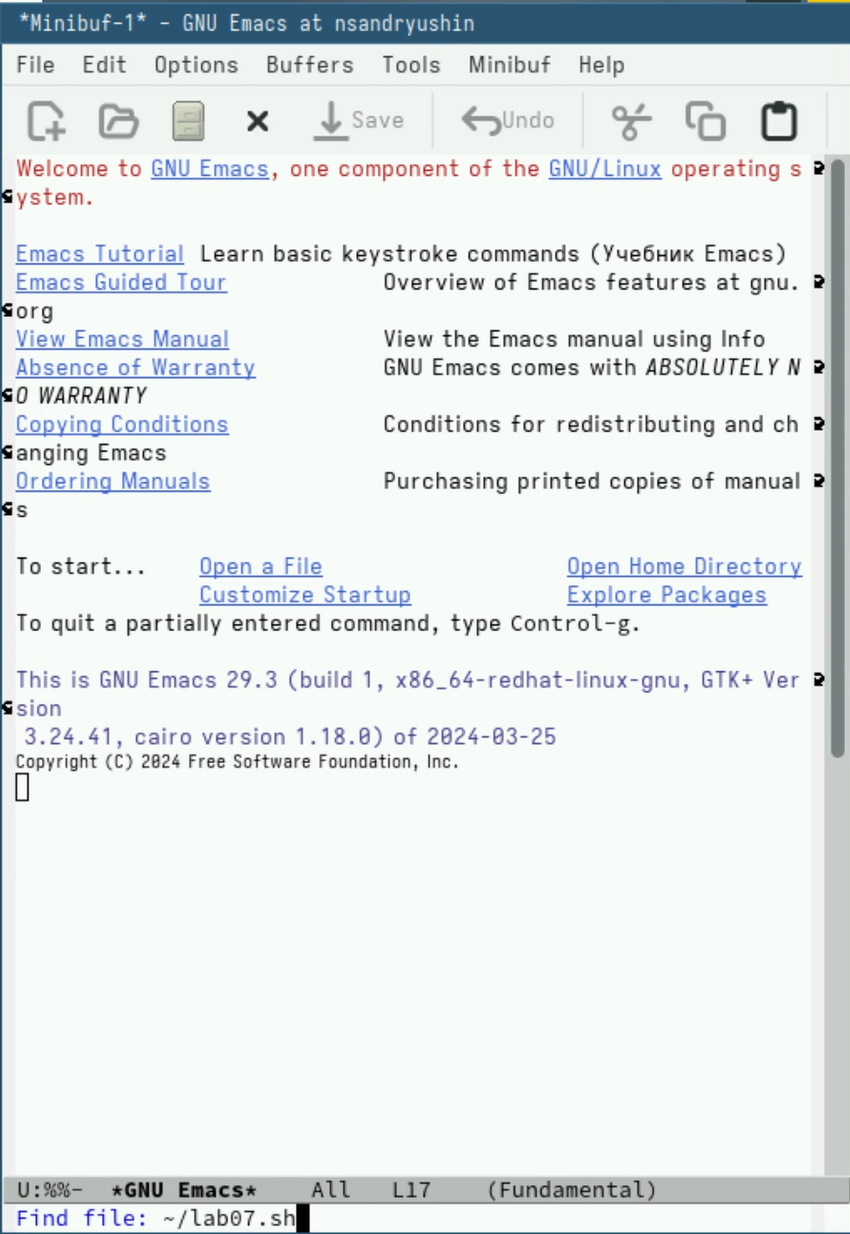 *Minibuf-1* - GNU Emacs at nsandryushin
File Edit Options Buffers Tools Minibuf Help
Save Undo
Welcome to GNU Emacs, one component of the GNU/Linux operating s
ystem.
Emacs Tutorial Learn basic keystroke commands (Учебник Emacs)
Emacs Guided Tour Overview of Emacs features at gnu.
org
View Emacs Manual View the Emacs manual using Info
Absence of Warranty GNU Emacs comes with ABSOLUTELY N
O WARRANTY
Copying Conditions Conditions for redistributing and ch
anging Emacs
Ordering Manuals Purchasing printed copies of manual
s
To start... Open a File Open Home Directory
Customize Startup Explore Packages
To quit a partially entered command, type Control-g.
This is GNU Emacs 29.3 (build 1, x86_64-redhat-linux-gnu, GTK+ Ver
sion
3.24.41, cairo version 1.18.0) of 2024-03-25
Copyright (C) 2024 Free Software Foundation, Inc.
U:%%- *GNU Emacs* All L17 (Fundamental)
Find file: ~/lab07.sh